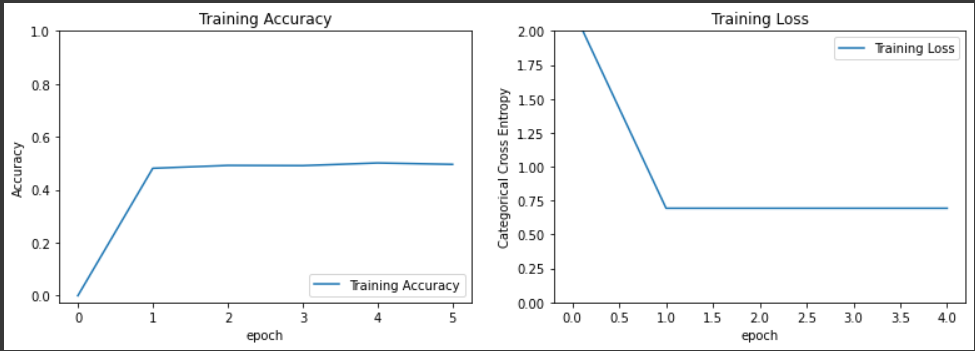 Training Accuracy
1.0
0.8
0.6
0.4
0.2
0.0
Accuracy
Training Accuracy
0 1 2 3 4 5
epoch
Training Loss
2.00
1.75
1.50
1.25
1.00
0.75
0.50
0.25
0.00
Categorical Cross Entropy
Training Loss
0.0 0.5 1.0 1.5 2.0 2.5 3.0 3.5 4.0
epoch